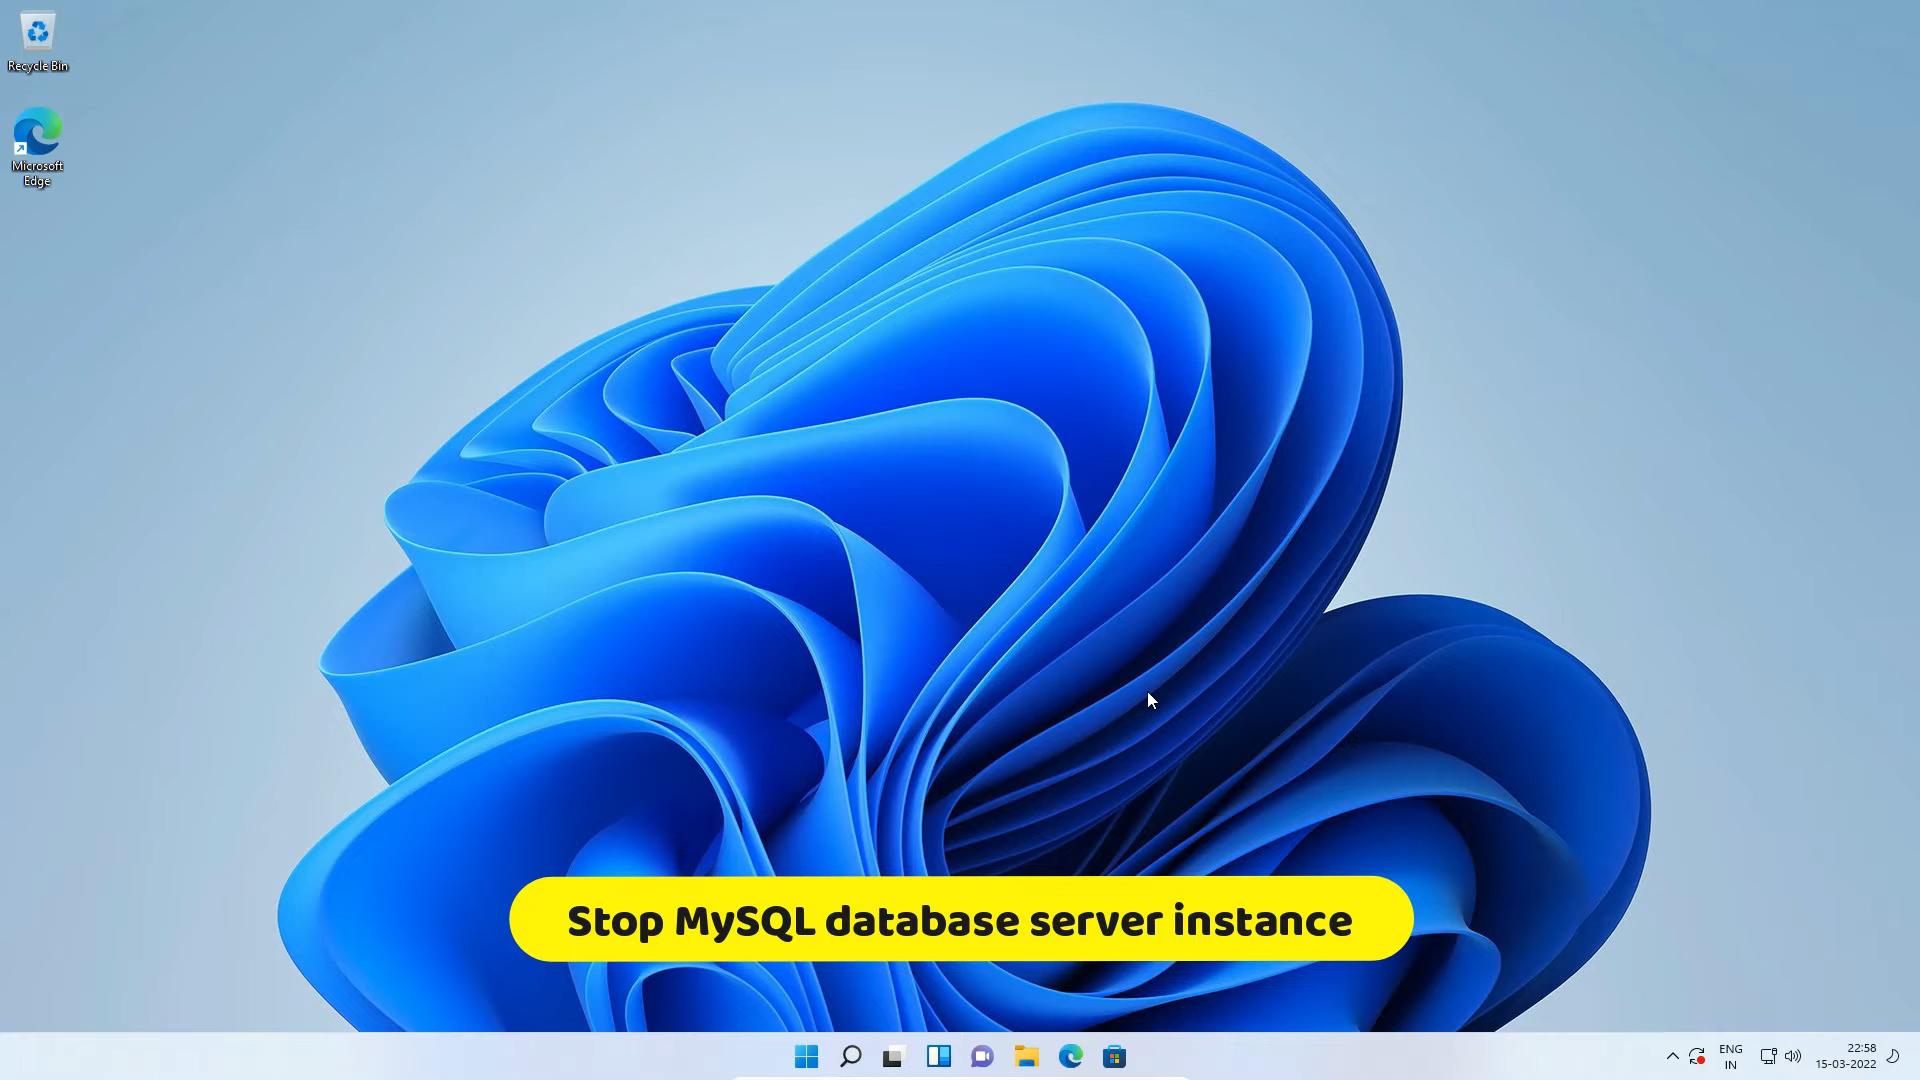 Recycle Bin
Microsoft
Edge
Stop MySQL database server instance
ENG
IN
22:58
15-03-2022